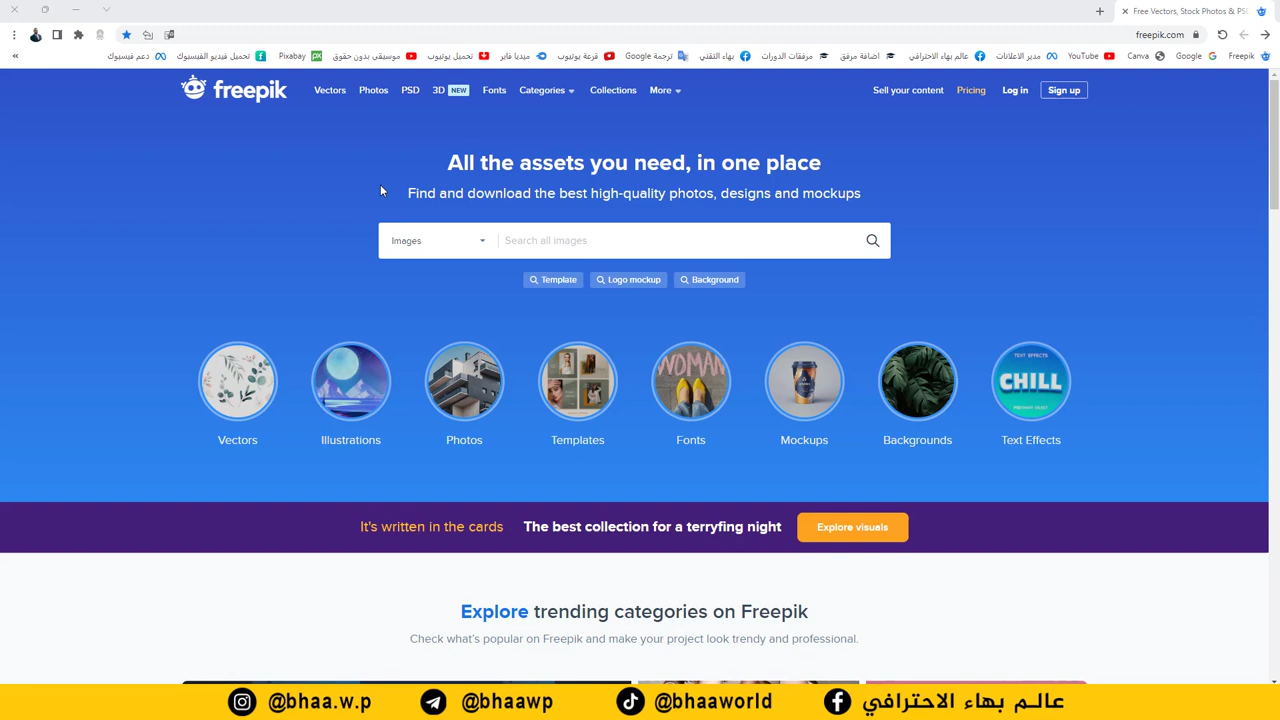 Free Vectors, Stock Photos & PS
freepik.com
« دعم فيسبوك تحميل فيديو الفيسبوك Pixabay موسيقى بدون حقوق تحميل يوتيوب ميديا فاير قرعة يوتيوب ترجمة Google بهاء التقني مرفقات الدورات اضافة مرفق عالم بهاء الاحترافي مدير الاعلانات YouTube Canva Google Freepik
freepik Vectors Photos PSD 3D NEW Fonts Categories Collections More Sell your content Pricing Log in Sign up
All the assets you need, in one place
Find and download the best high-quality photos, designs and mockups
Images Search all images
Template Logo mockup Background
WOMAN
TEXT EFFECTS
CHILL
Vectors Illustrations Photos Templates Fonts Mockups Backgrounds Text Effects
It's written in the cards The best collection for a terryfing night Explore visuals
Explore trending categories on Freepik
Check what's popular on Freepik and make your project look trendy and professional.
@bhaa.w.p @bhaawp @bhaaworld عالم بهاء الاحترافي